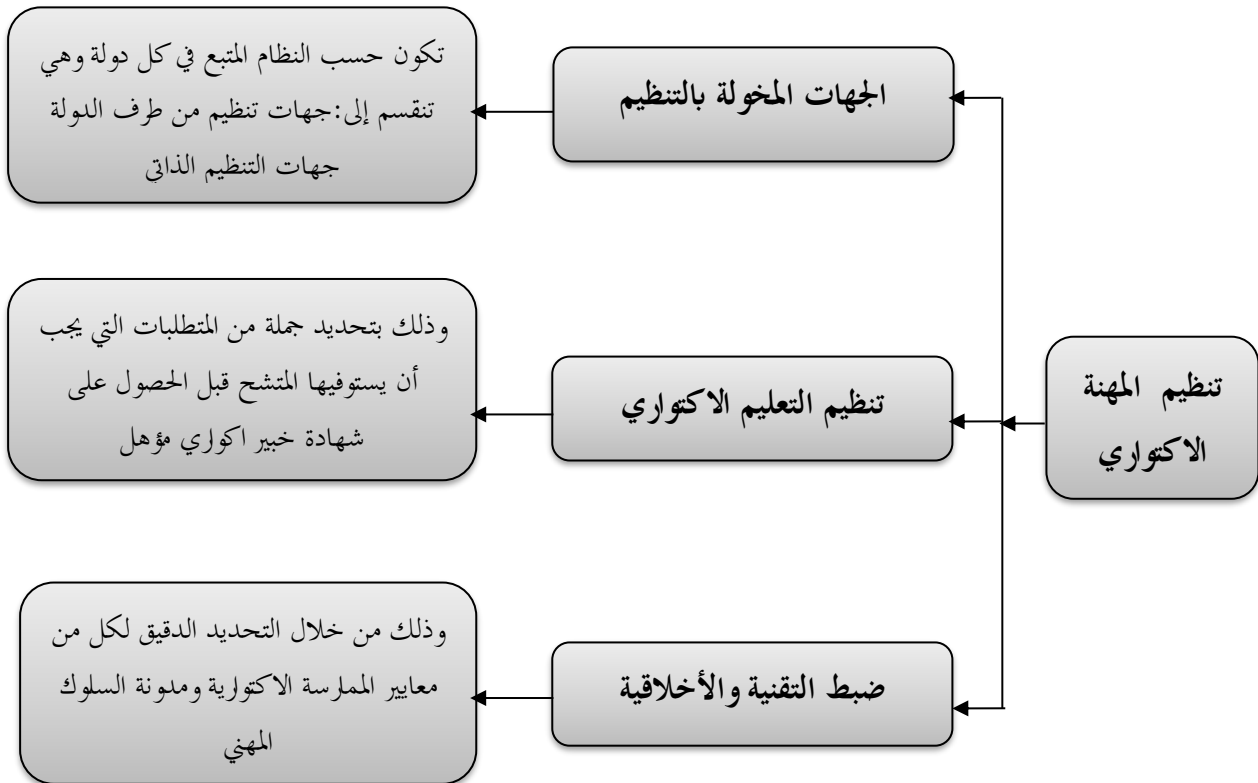 تنظيم المهنة
الاكتواري
الجهات المخولة بالتنظيم
تكون حسب النظام المتبع في كل دولة وهي
تنقسم إلى:جهات تنظيم من طرف الدولة
جهات التنظيم الذاتي
تنظيم التعليم الاكتواري
وذلك بتحديد جملة من المتطلبات التي يجب
أن يستوفيها المتشح قبل الحصول على
شهادة خبير اكواري مؤهل
ضبط التقنية والأخلاقية
وذلك من خلال التحديد الدقيق لكل من
معايير الممارسة الاكتوارية ومدونة السلوك
المهني